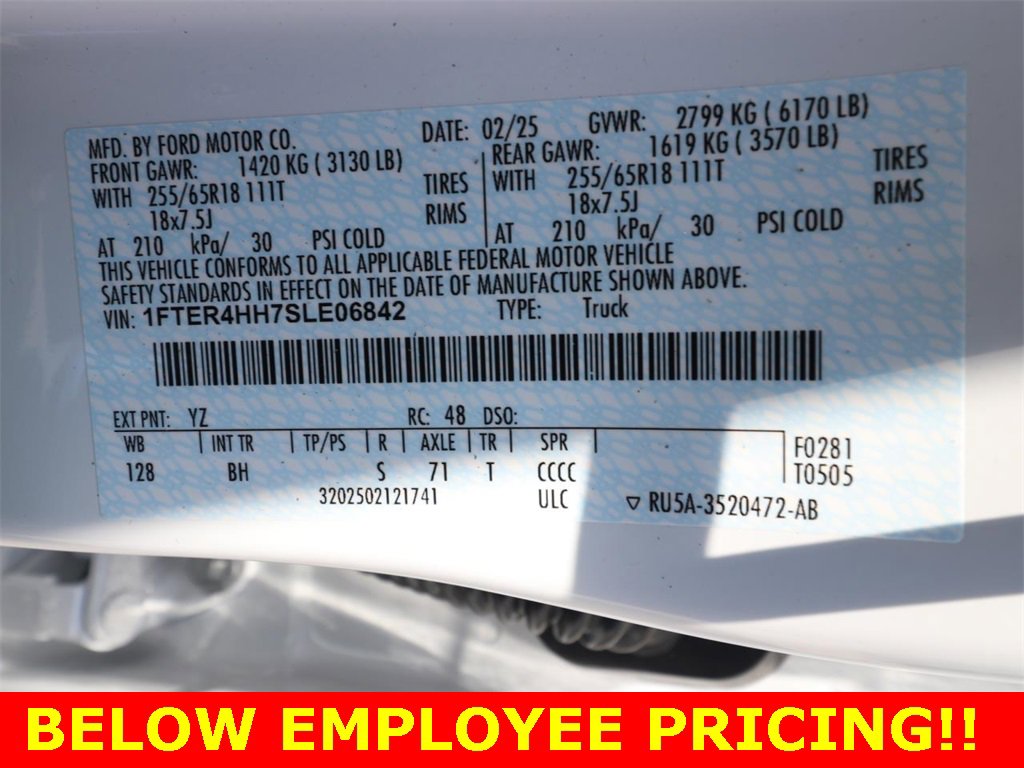 MFD. BY FORD MOTOR CO. DATE: 02/25 GVWR: 2799 KG ( 6170 LB)
FRONT GAWR: 1420 KG ( 3130 LB) REAR GAWR: 1619 KG ( 3570 LB)
WITH 255/65R18 111T TIRES WITH 255/65R18 111T TIRES
18x7.5J RIMS 18x7.5J RIMS
AT 210 kPa/ 30 PSI COLD AT 210 kPa/ 30 PSI COLD
THIS VEHICLE CONFORMS TO ALL APPLICABLE FEDERAL MOTOR VEHICLE
SAFETY STANDARDS IN EFFECT ON THE DATE OF MANUFACTURE SHOWN ABOVE.
VIN: 1FTER4HH7SLE06842 TYPE: Truck
EXT PNT: YZ RC: 48 DSO:
WB INT TR TP/PS R AXLE TR SPR F0281
128 BH S 71 T CCCC T0505
3202502121741 ULC ▽ RU5A-3520472-AB
BELOW EMPLOYEE PRICING!!